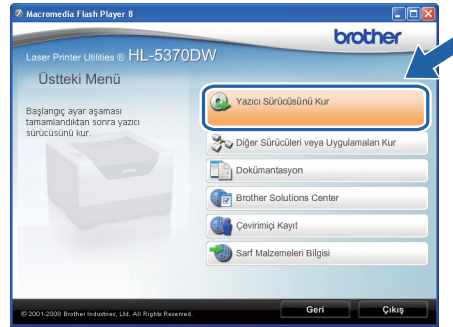 Macromedia Flash Player 8
brother
Laser Printer Utilities ® HL-5370DW
Üstteki Menü
Başlangıç ayar aşaması
tamamlandıktan sonra yazıcı
sürücüsünü kur.
Yazıcı Sürücüsünü Kur
Diğer Sürücüleri veya Uygulamaları Kur
Dokümantasyon
Brother Solutions Center
Çevirimiçi Kayıt
Sarf Malzemeleri Bilgisi
© 2001-2008 Brother Industries, Ltd. All Rights Reserved.
Geri
Çıkış